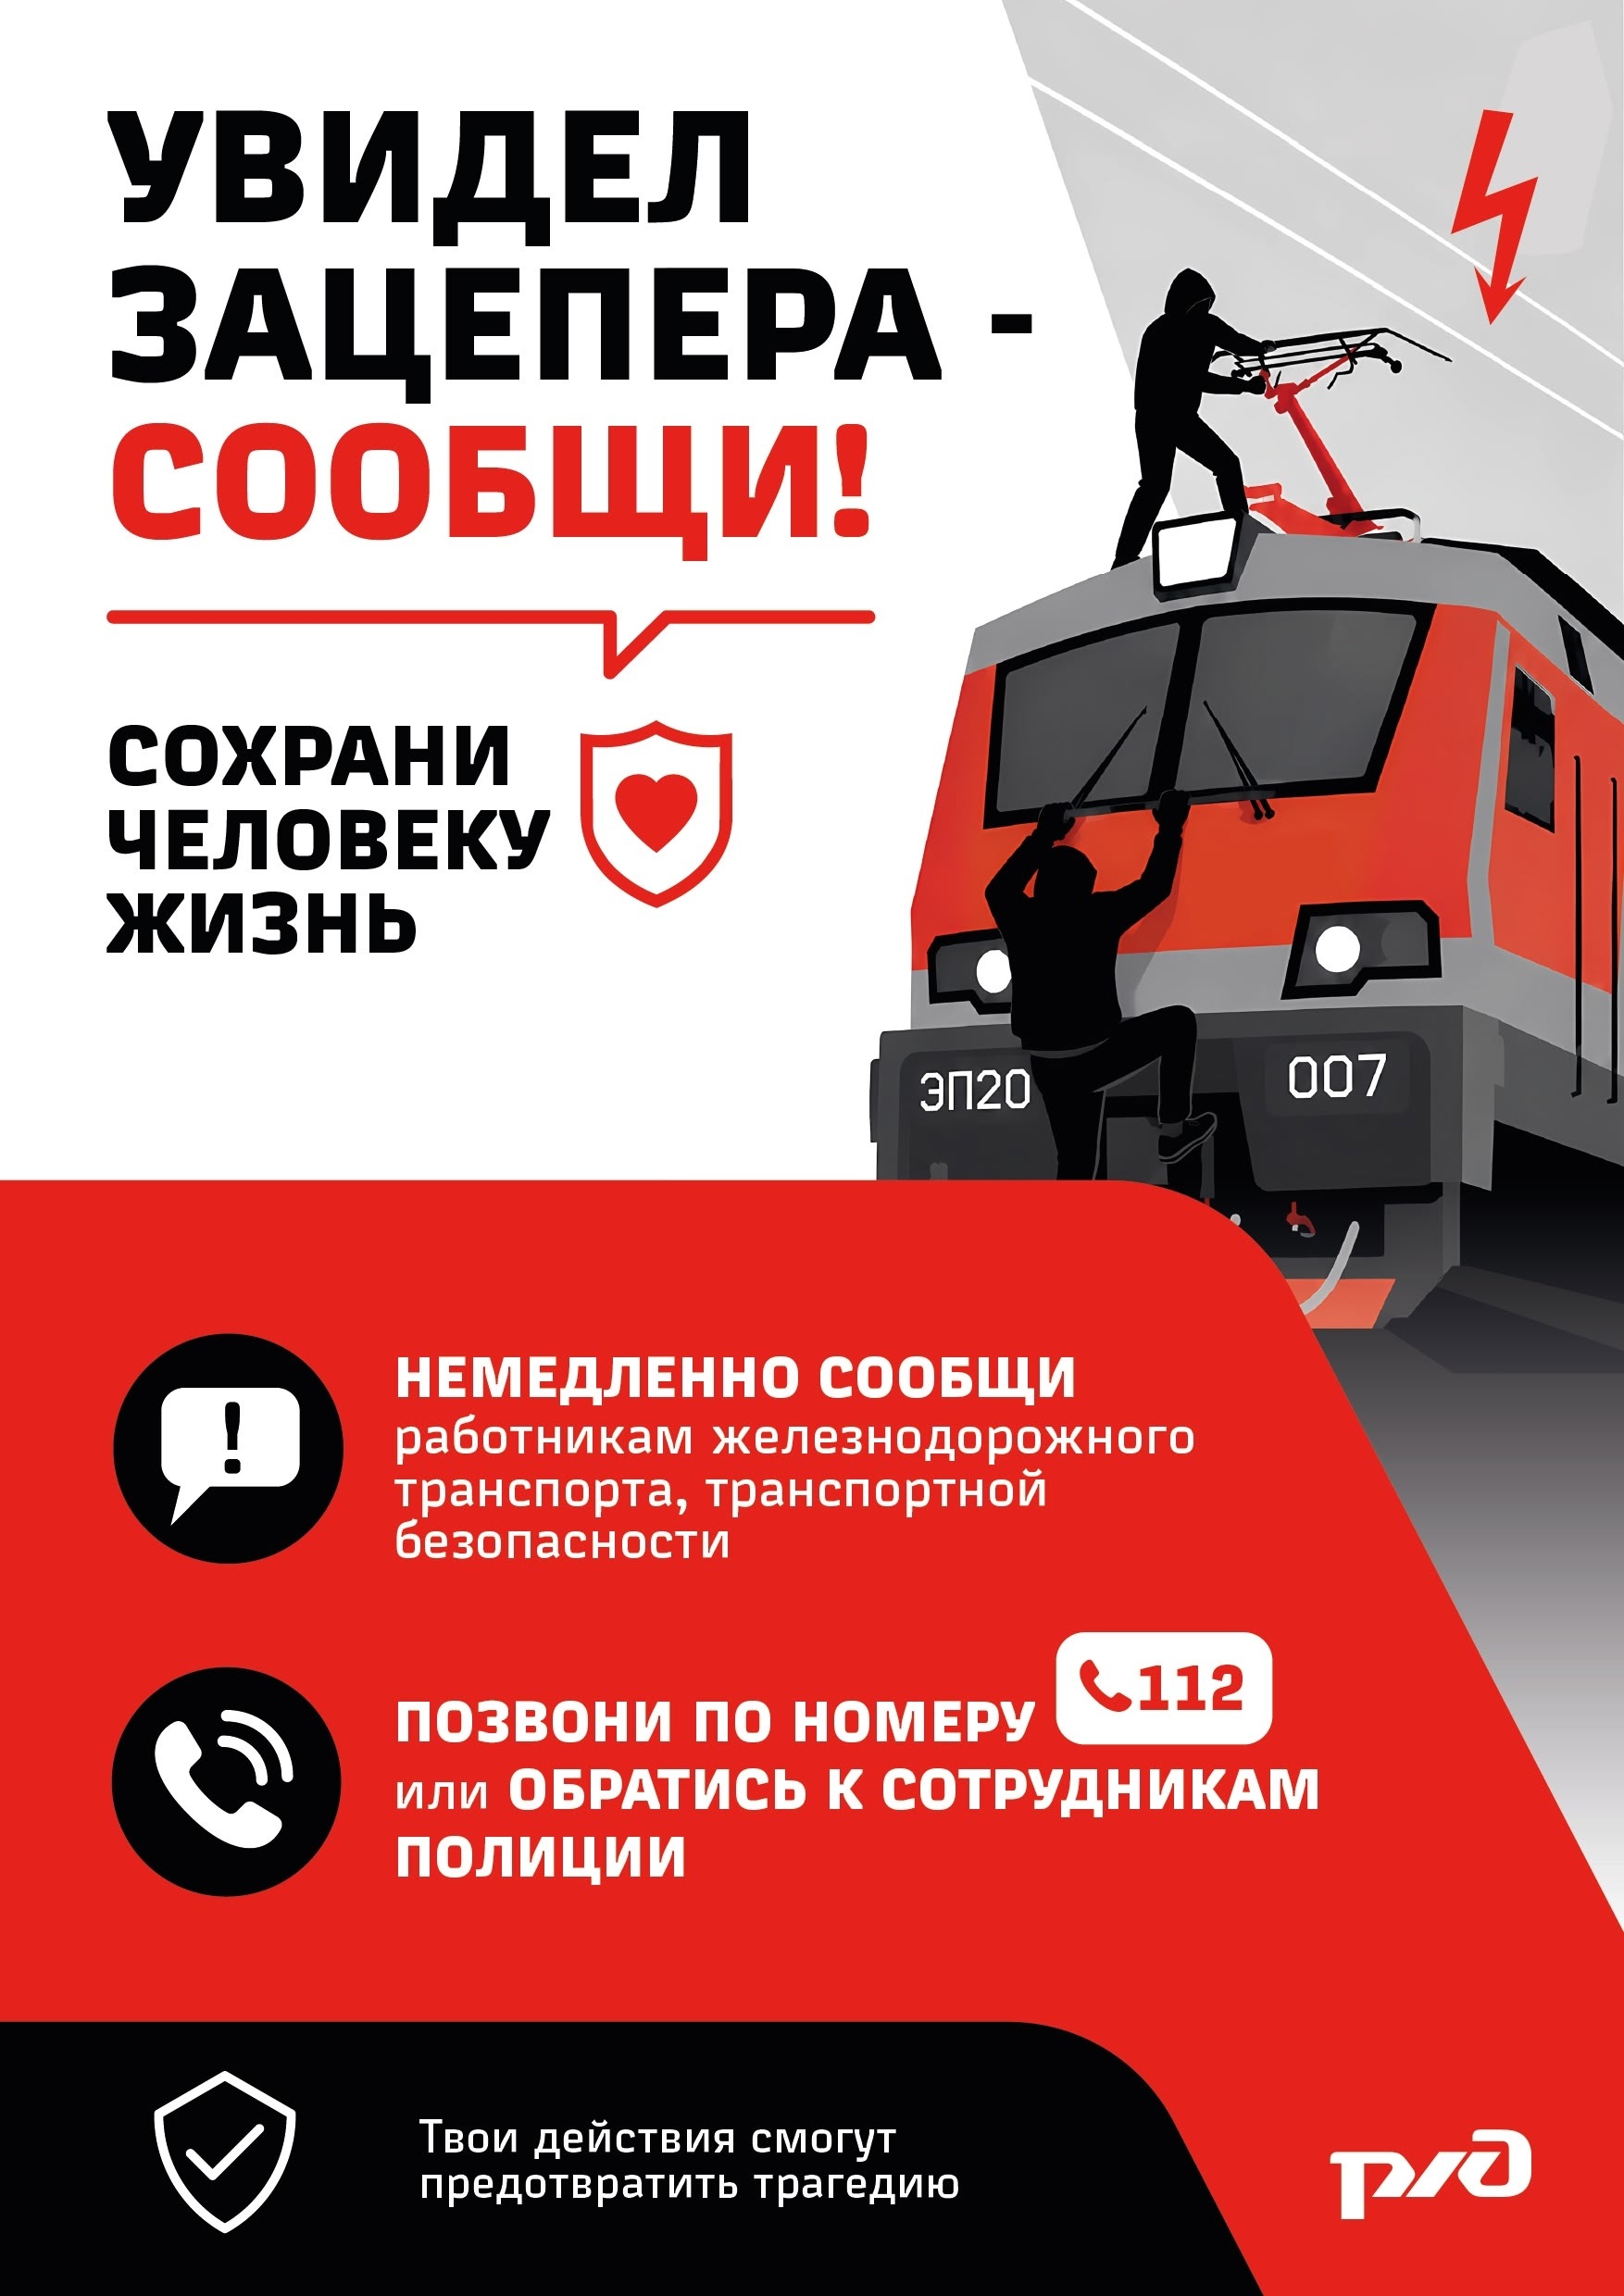 УВИДЕЛ
ЗАЦЕПЕРА -
СООБЩИ!
СОХРАНИ
ЧЕЛОВЕКУ
ЖИЗНЬ
ЭП20
007
НЕМЕДЛЕННО СООБЩИ
работникам железнодорожного
транспорта, транспортной
безопасности
ПОЗВОНИ ПО НОМЕРУ 112
или ОБРАТИСЬ К СОТРУДНИКАМ
ПОЛИЦИИ
Твои действия смогут
предотвратить трагедию
ржд